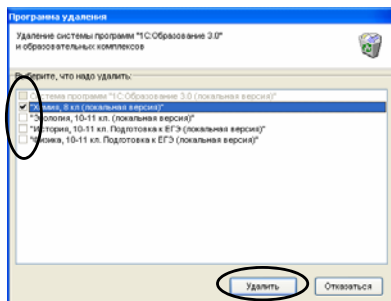 Программа удаления
Удаление системы программ "1С:Образование 3.0"
и образовательных комплексов
Выберите, что надо удалить:
Система программ "1С:Образование 3.0 (локальная версия)"
"Химия, 8 кл (локальная версия)"
"Экология, 10-11 кл. (локальная версия)"
"История, 10-11 кл. Подготовка к ЕГЭ (локальная версия)"
"Физика, 10-11 кл. Подготовка к ЕГЭ (локальная версия)"
Удалить
Отказаться